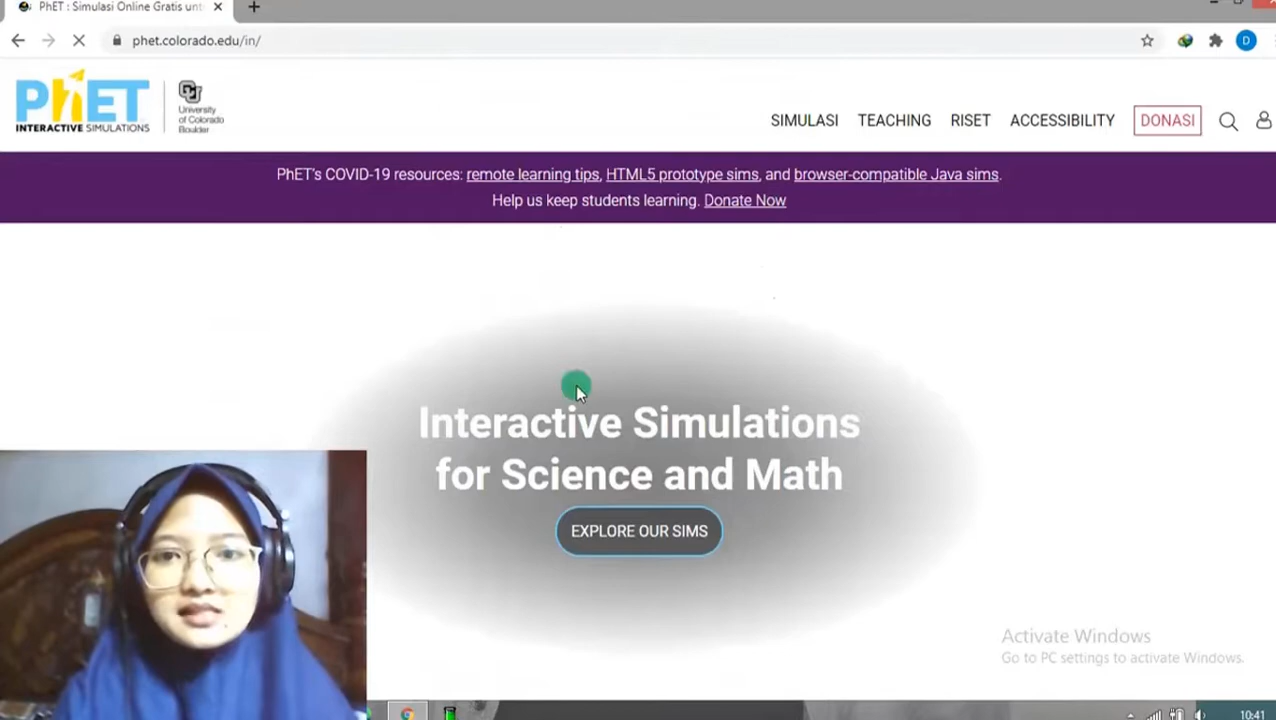 PhET : Simulasi Online Gratis unt
phet.colorado.edu/in/
D
PhET
INTERACTIVE SIMULATIONS
CU
University
of Colorado
Boulder
SIMULASI
TEACHING
RISET
ACCESSIBILITY
DONASI
PhET's COVID-19 resources: remote learning tips, HTML5 prototype sims, and browser-compatible Java sims.
Help us keep students learning. Donate Now
Interactive Simulations
for Science and Math
EXPLORE OUR SIMS
Activate Windows
Go to PC settings to activate Windows.
10:41